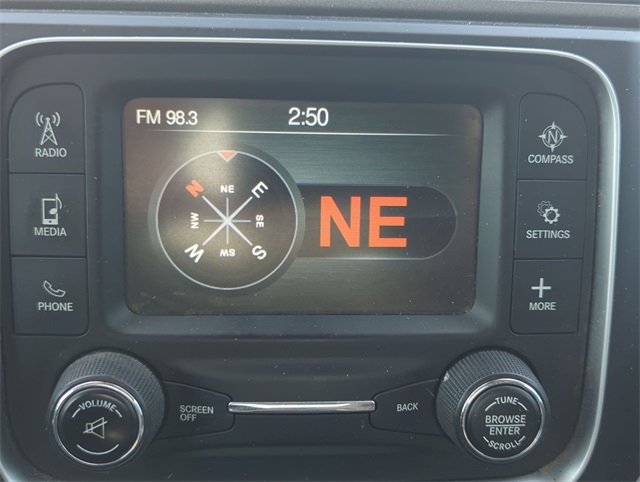 FM 98.3
2:50
RADIO
MEDIA
PHONE
NE
N
E
NW
SE
W
SW
S
NE
N
COMPASS
SETTINGS
MORE
VOLUME
SCREEN
OFF
BACK
TUNE
BROWSE
ENTER
SCROLL